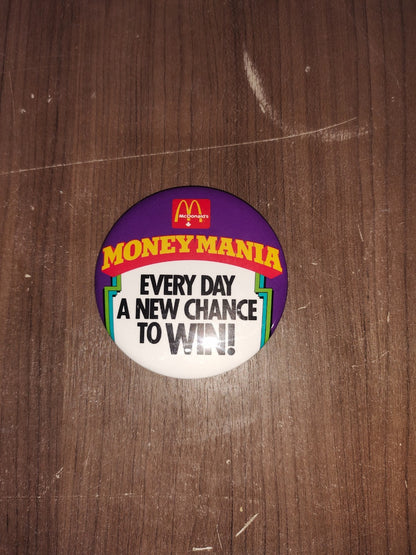 McDonald's
MONEY MANIA
EVERY DAY
A NEW CHANCE
TO WIN!